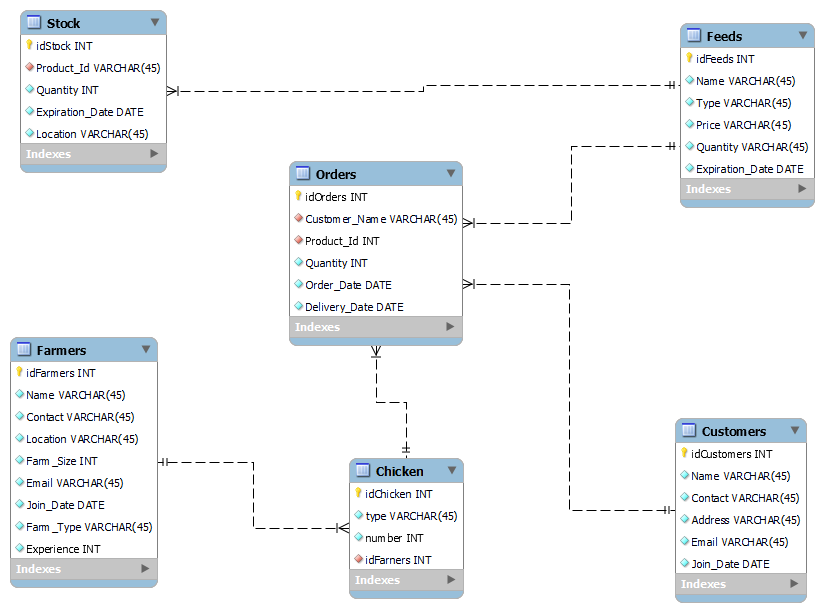 Stock
idStock INT
Product_Id VARCHAR(45)
Quantity INT
Expiration_Date DATE
Location VARCHAR(45)
Indexes
Feeds
idFeeds INT
Name VARCHAR(45)
Type VARCHAR(45)
Price VARCHAR(45)
Quantity VARCHAR(45)
Expiration_Date DATE
Indexes
Orders
idOrders INT
Customer_Name VARCHAR(45)
Product_Id INT
Quantity INT
Order_Date DATE
Delivery_Date DATE
Indexes
Farmers
idFarmers INT
Name VARCHAR(45)
Contact VARCHAR(45)
Location VARCHAR(45)
Farm_Size INT
Email VARCHAR(45)
Join_Date DATE
Farm_Type VARCHAR(45)
Experience INT
Indexes
Chicken
idChicken INT
type VARCHAR(45)
number INT
idFarners INT
Indexes
Customers
idCustomers INT
Name VARCHAR(45)
Contact VARCHAR(45)
Address VARCHAR(45)
Email VARCHAR(45)
Join_Date DATE
Indexes